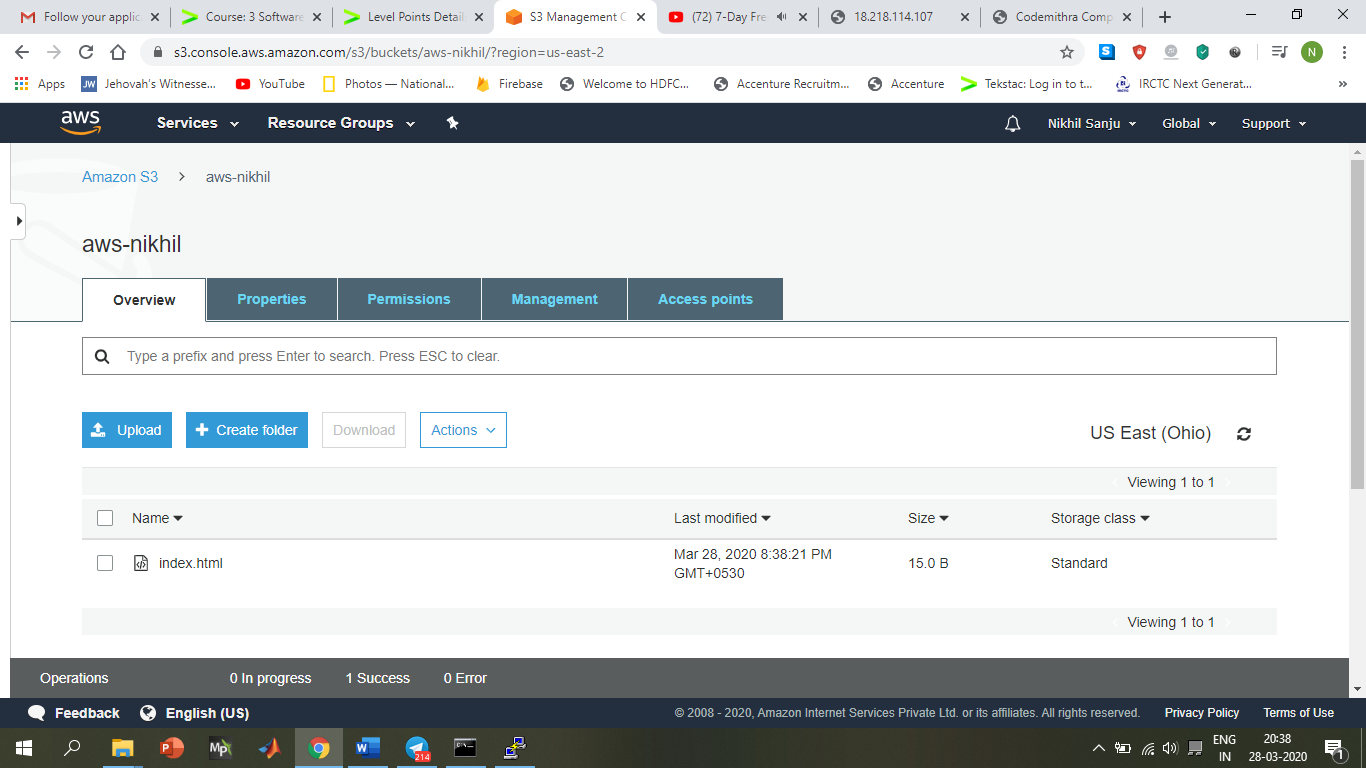 Follow your applic
Course: 3 Software
Level Points Detail
S3 Management C
(72) 7-Day Fre
18.218.114.107
Codemithra Comp
s3.console.aws.amazon.com/s3/buckets/aws-nikhil/?region=us-east-2
S
N
Apps
JW Jehovah's Witnesse...
YouTube
Photos — National...
Firebase
Welcome to HDFC...
Accenture Recruitm...
Accenture
Tekstac: Log in to t...
IRCTC Next Generat...
»
aws
Services
Resource Groups
Nikhil Sanju
Global
Support
Amazon S3 > aws-nikhil
aws-nikhil
Overview
Properties
Permissions
Management
Access points
Type a prefix and press Enter to search. Press ESC to clear.
Upload
Create folder
Download
Actions
US East (Ohio)
Viewing 1 to 1
Name
Last modified
Size
Storage class
index.html
Mar 28, 2020 8:38:21 PM
GMT+0530
15.0 B
Standard
Viewing 1 to 1
Operations
0 In progress
1 Success
0 Error
Feedback
English (US)
© 2008 - 2020, Amazon Internet Services Private Ltd. or its affiliates. All rights reserved.
Privacy Policy
Terms of Use
Mp
214
ENG
IN
20:38
28-03-2020
1